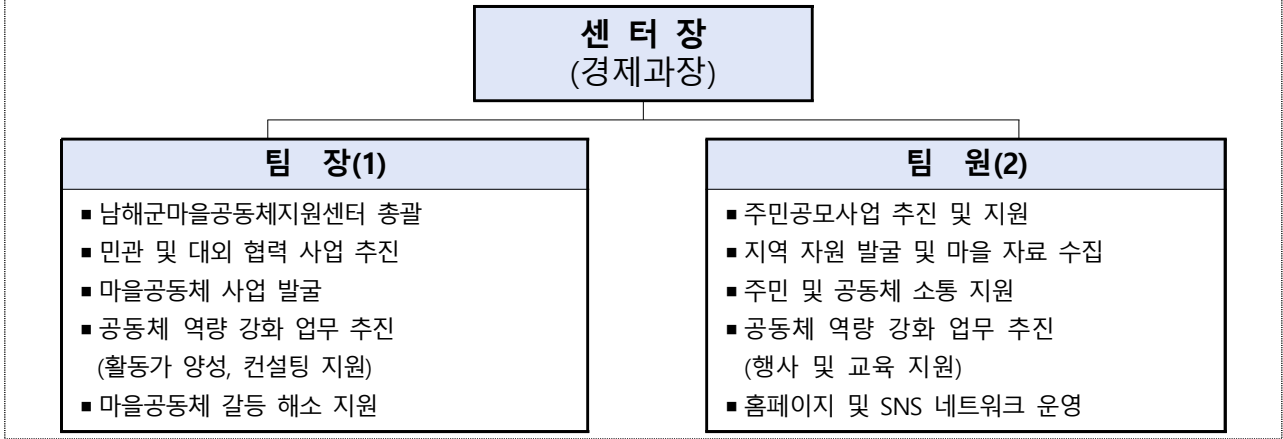 센 터 장
(경제과장)
팀 장(1)
▪ 남해군마을공동체지원센터 총괄
▪ 민관 및 대외 협력 사업 추진
▪ 마을공동체 사업 발굴
▪ 공동체 역량 강화 업무 추진
(활동가 양성, 컨설팅 지원)
▪ 마을공동체 갈등 해소 지원
팀 원(2)
▪ 주민공모사업 추진 및 지원
▪ 지역 자원 발굴 및 마을 자료 수집
▪ 주민 및 공동체 소통 지원
▪ 공동체 역량 강화 업무 추진
(행사 및 교육 지원)
▪ 홈페이지 및 SNS 네트워크 운영